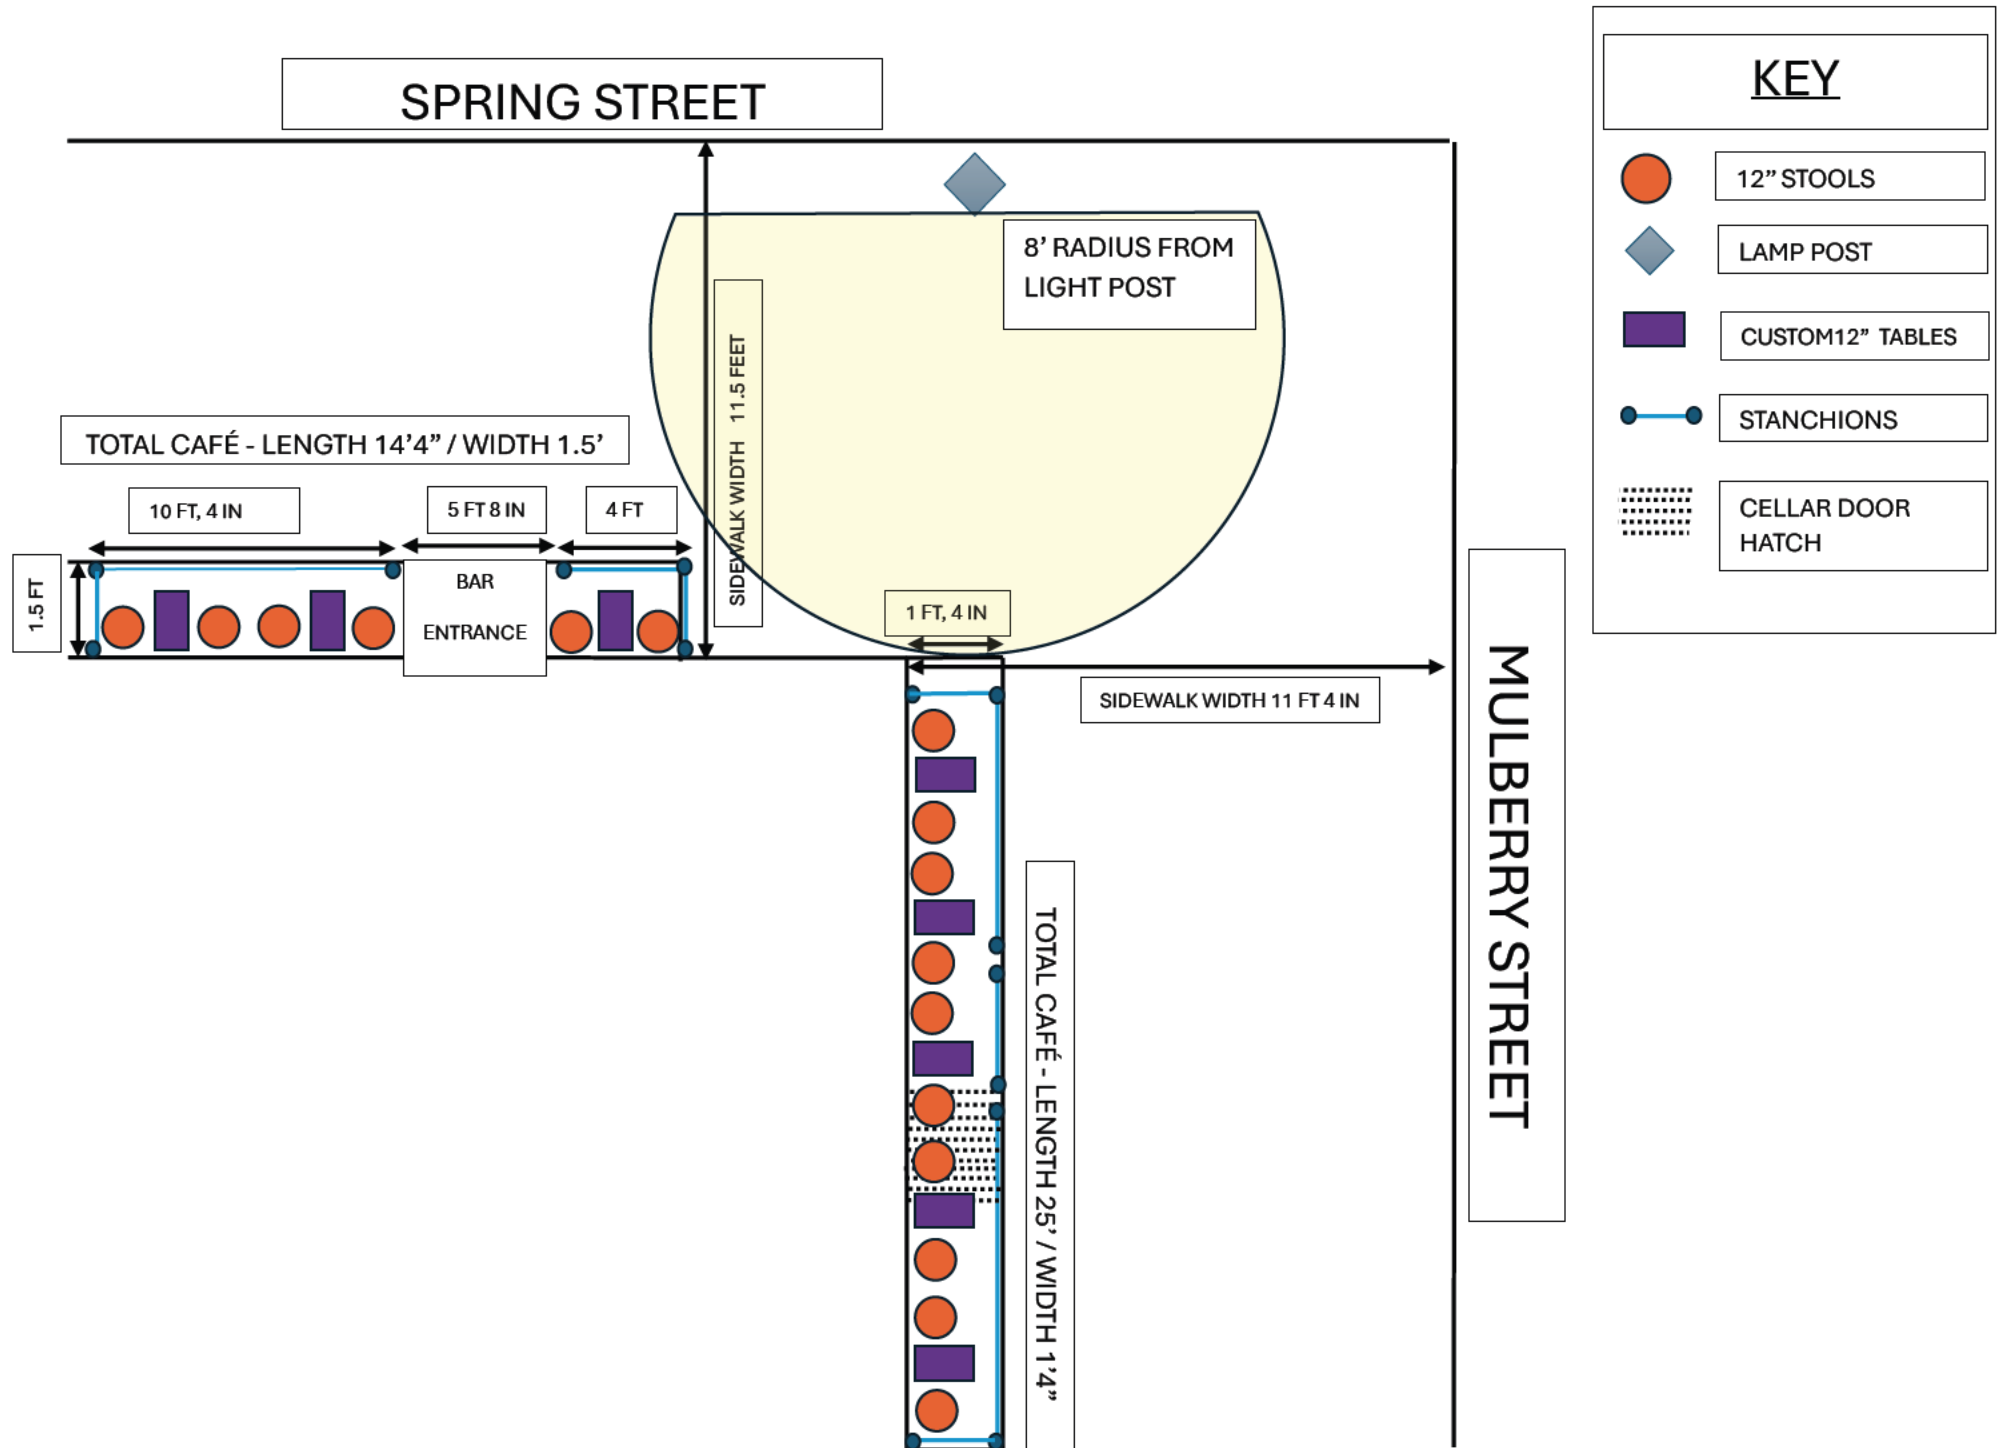 SPRING STREET
KEY
12” STOOLS
LAMP POST
CUSTOM12” TABLES
STANCHIONS
CELLAR DOOR
HATCH
8’ RADIUS FROM
LIGHT POST
SIDEWALK WIDTH 11.5 FEET
TOTAL CAFÉ - LENGTH 14’4” / WIDTH 1.5’
10 FT, 4 IN
5 FT 8 IN
4 FT
1.5 FT
BAR
ENTRANCE
1 FT, 4 IN
SIDEWALK WIDTH 11 FT 4 IN
TOTAL CAFÉ - LENGTH 25’ / WIDTH 1’4”
MULBERRY STREET